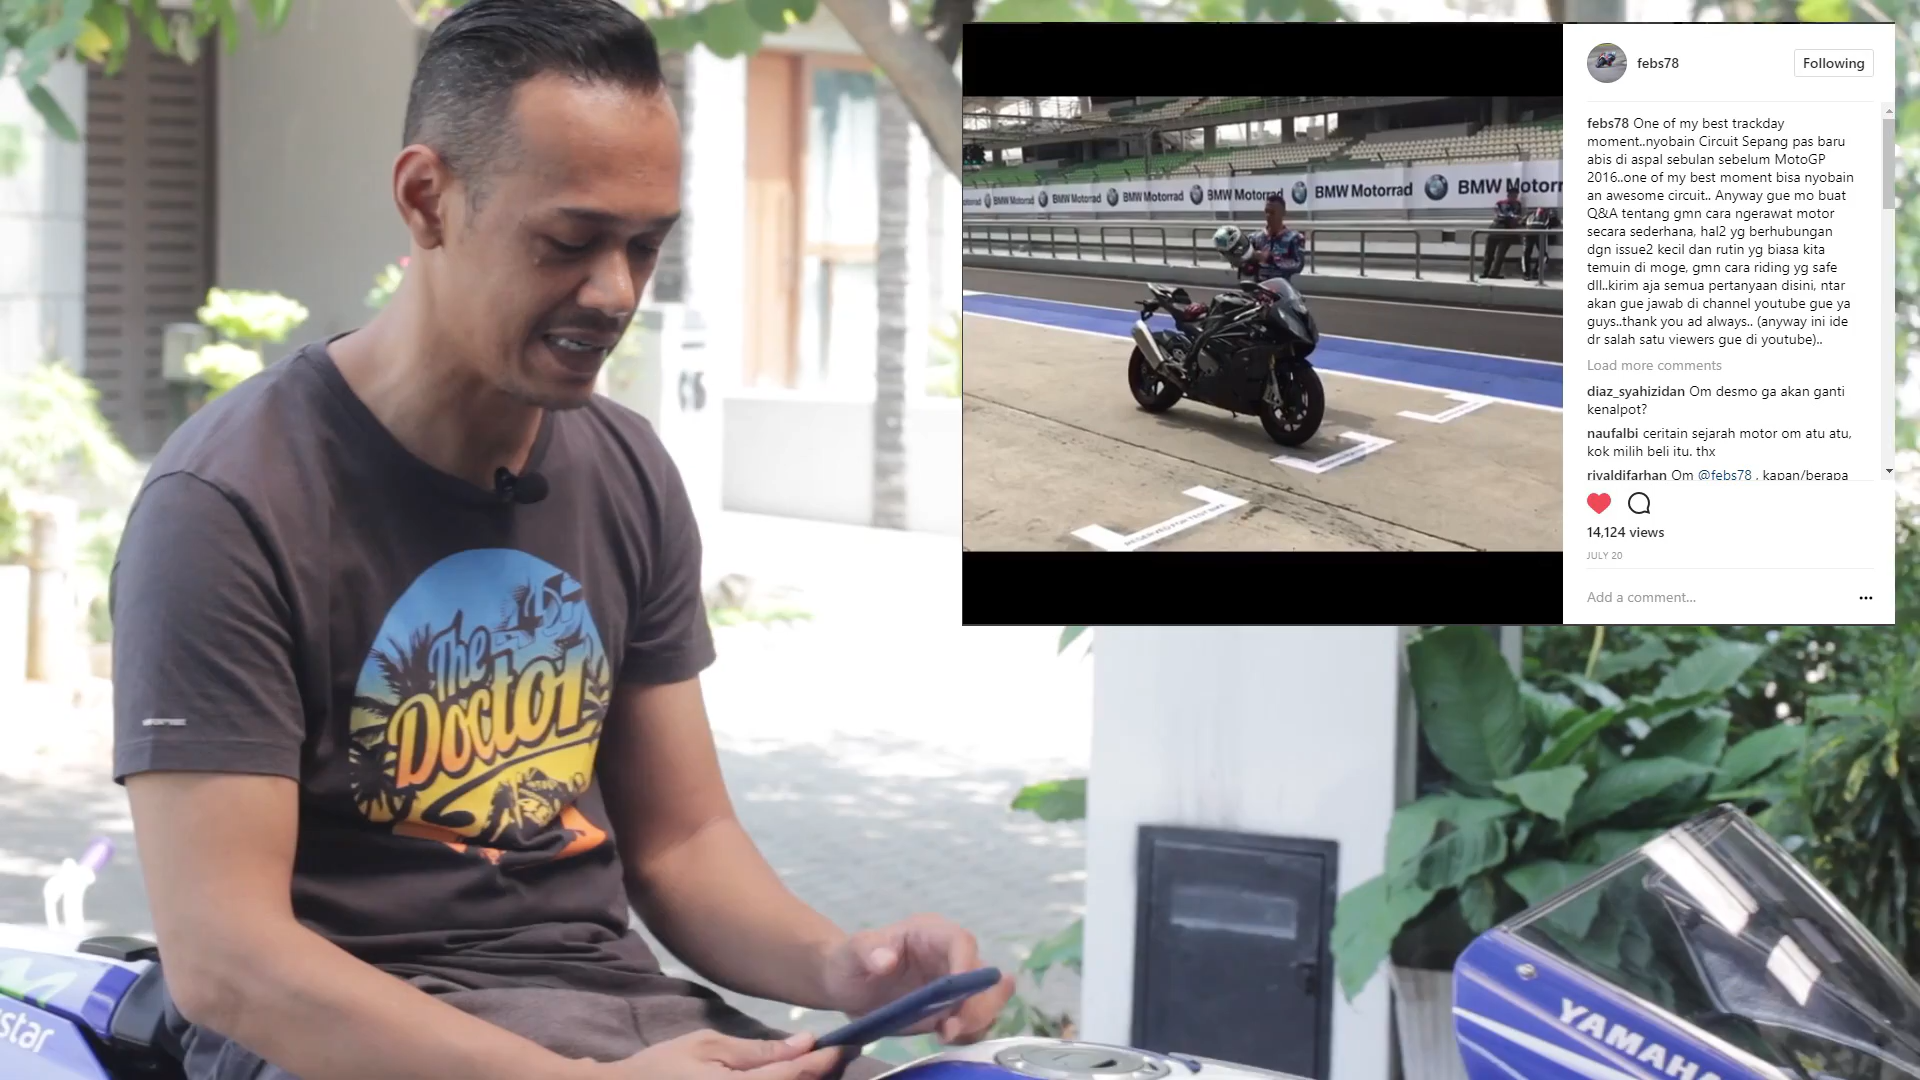 febs78
Following
febs78 One of my best trackday
moment..nyobain Circuit Sepang pas baru
abis di aspal sebulan sebelum MotoGP
2016..one of my best moment bisa nyobain
an awesome circuit.. Anyway gue mo buat
Q&A tentang gmn cara ngerawat motor
secara sederhana, hal2 yg berhubungan
dgn issue2 kecil dan rutin yg biasa kita
temuin di moge, gmn cara riding yg safe
dll..kirim aja semua pertanyaan disini, ntar
akan gue jawab di channel youtube gue ya
guys..thank you ad always.. (anyway ini ide
dr salah satu viewers gue di youtube)..
Load more comments
diaz_syahizidan Om desmo ga akan ganti
kenalpot?
naufalbi ceritain sejarah motor om atu atu,
kok milih beli itu. thx
rivaldifarhan Om @febs78 , kapan/berapa
14,124 views
JULY 20
Add a comment...
BMW Motorrad BMW Motorrad BMW Motorrad BMW Motorrad BMW Motorrad
RESERVED FOR TEST BIKE
The
Doctor
star
YAMAHA